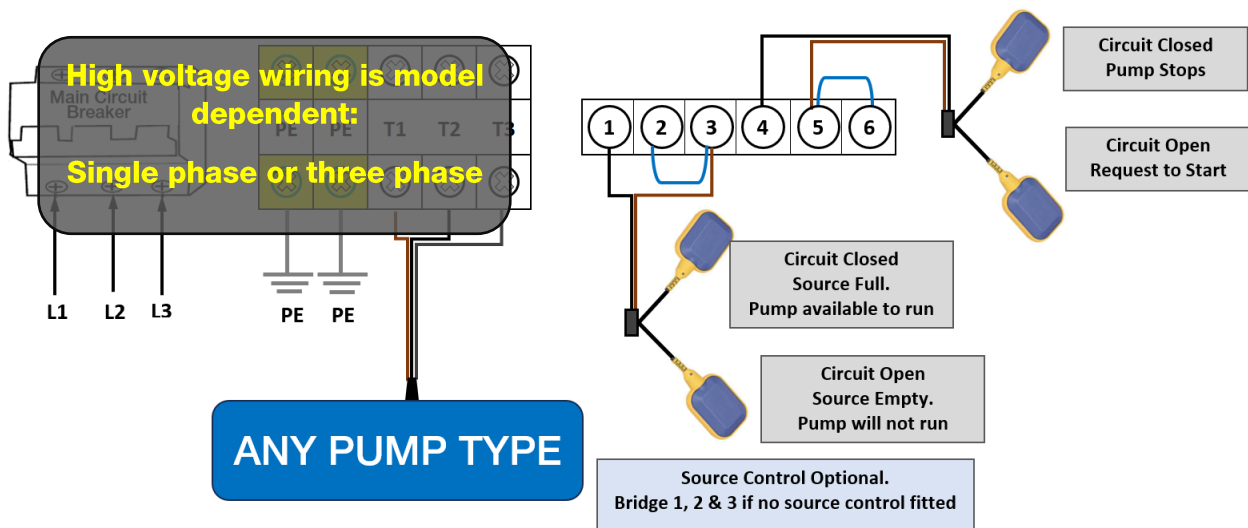 High voltage wiring is model
dependent:
Single phase or three phase
Main Circuit
Breaker
PE PE T1 T2 T3
L1 L2 L3
PE PE
ANY PUMP TYPE
1 2 3 4 5 6
Circuit Closed
Pump Stops
Circuit Open
Request to Start
Circuit Closed
Source Full.
Pump available to run
Circuit Open
Source Empty.
Pump will not run
Source Control Optional.
Bridge 1, 2 & 3 if no source control fitted